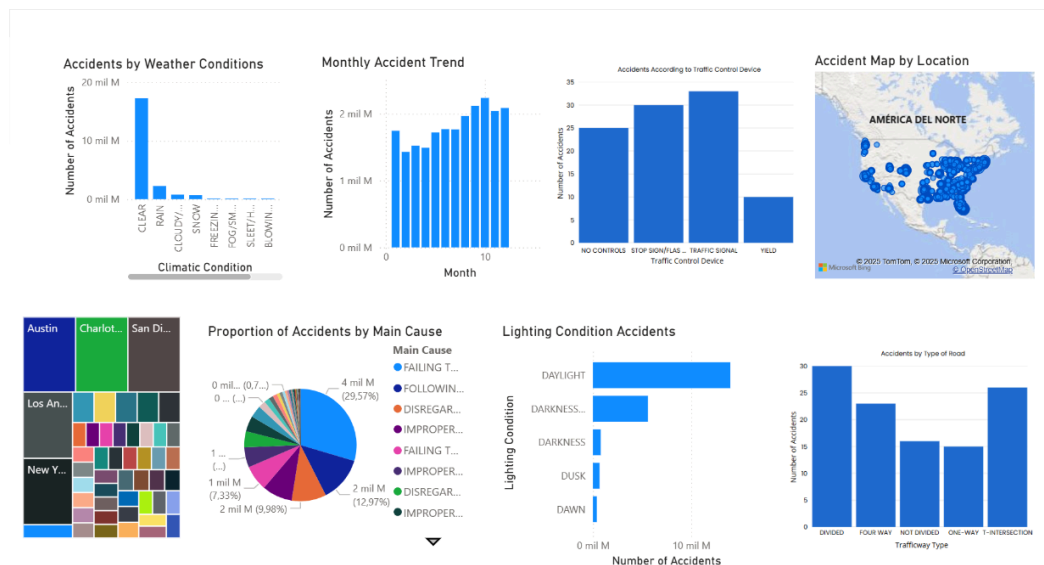 Accidents by Weather Conditions
Number of Accidents
20 mil M
10 mil M
0 mil M
CLEAR
RAIN
CLOUDY/...
SNOW
FREEZIN...
FOG/SM...
SLEET/H...
BLOWIN...
Climatic Condition
Monthly Accident Trend
Number of Accidents
2 mil M
1 mil M
0 mil M
0
10
Month
Accidents According to Traffic Control Device
Number of Accidents
35
30
25
20
15
10
5
0
NO CONTROLS
STOP SIGN/FLAS ...
TRAFFIC SIGNAL
YIELD
Traffic Control Device
Accident Map by Location
AMÉRICA DEL NORTE
Microsoft Bing
© 2025 TomTom, © 2025 Microsoft Corporation,
© OpenStreetMap
Austin
Charlot...
San Di...
Los An...
New Y...
Proportion of Accidents by Main Cause
0 mil... (0,7...)
0 ... (...)
1 ...
(...)
1 mil M
(7,33%)
2 mil M (9,98%)
2 mil M
(12,97%)
4 mil M
(29,57%)
Main Cause
FAILING T...
FOLLOWIN...
DISREGAR...
IMPROPER...
FAILING T...
IMPROPER...
DISREGAR...
IMPROPER...
Lighting Condition Accidents
Lighting Condition
DAYLIGHT
DARKNESS...
DARKNESS
DUSK
DAWN
0 mil M
10 mil M
Number of Accidents
Accidents by Type of Road
Number of Accidents
30
25
20
15
10
5
0
DIVIDED
FOUR WAY
NOT DIVIDED
ONE-WAY
T-INTERSECTION
Trafficway Type